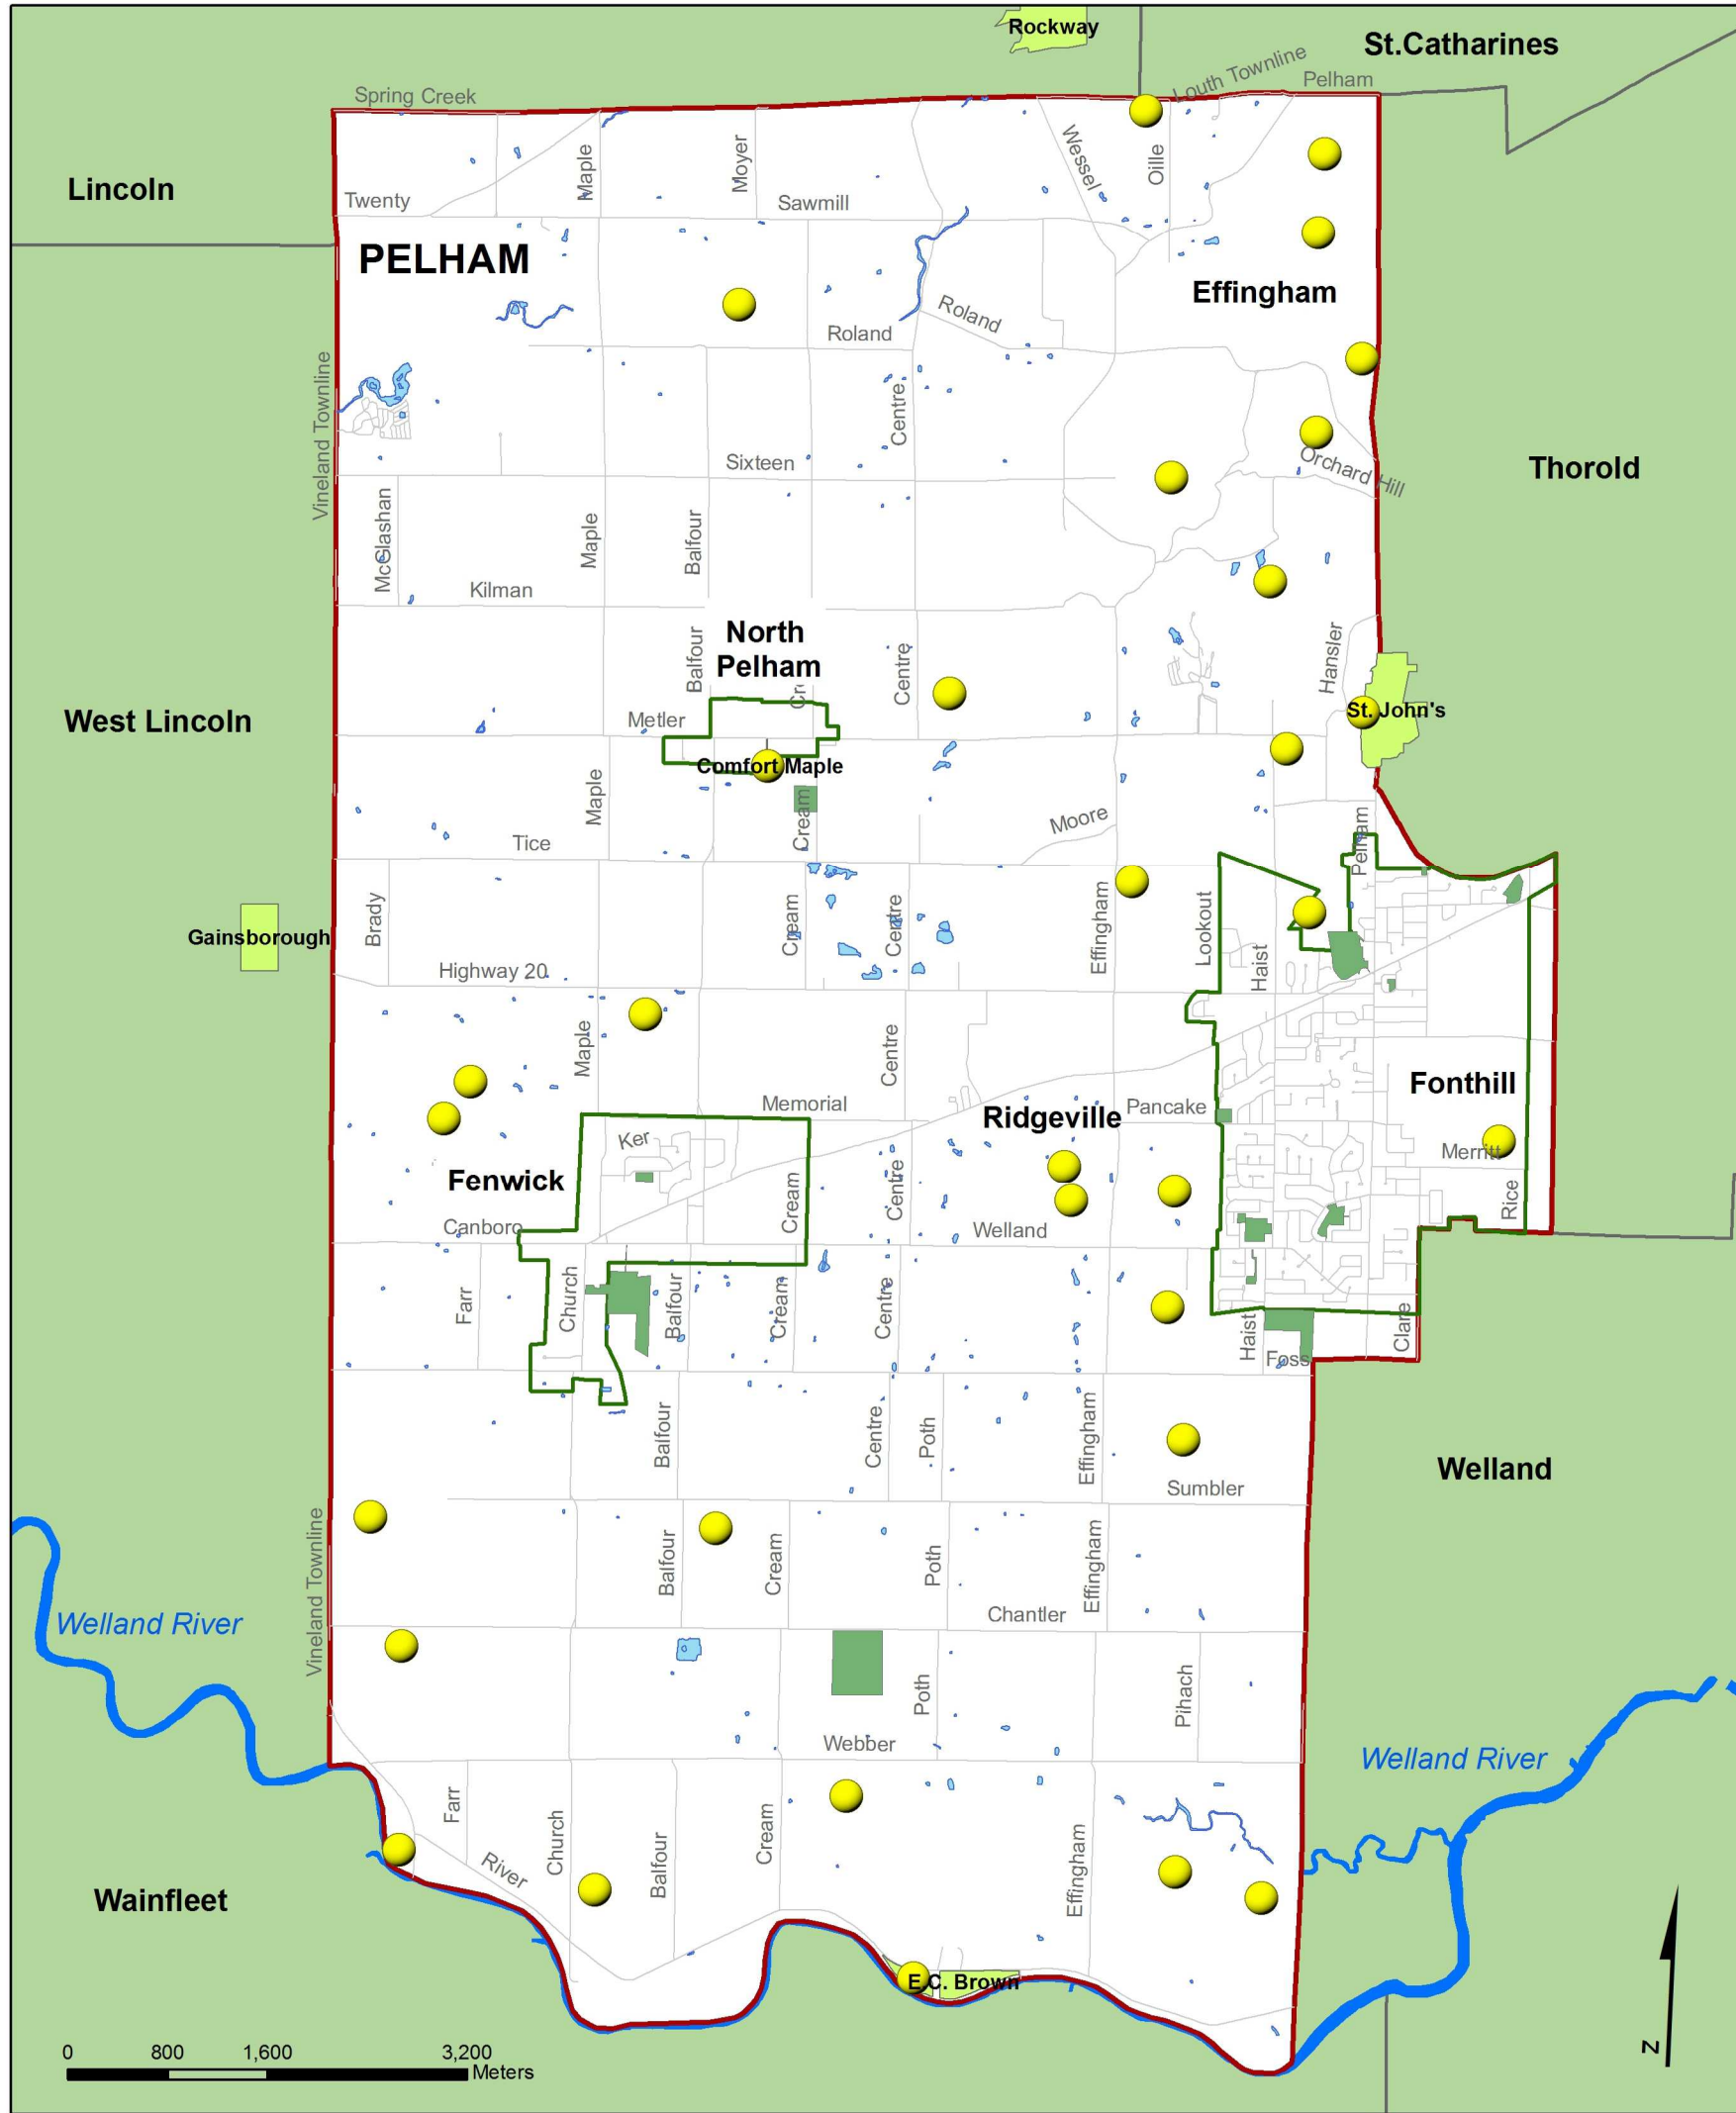 Rockway
St.Catharines
Louth Townline
Pelham
Spring Creek
Lincoln
Maple
Moyer
Wessel
Oille
Twenty
Sawmill
PELHAM
Effingham
Roland
Roland
Vineland Townline
Centre
Sixteen
Orchard Hill
Thorold
McGlashan
Maple
Balfour
Kilman
North
Pelham
Balfour
Centre
Hansler
West Lincoln
Metler
St. John's
Comfort Maple
Maple
Cream
Moore
Pelham
Tice
Brady
Cream
Centre
Effingham
Lookout
Haist
Gainsborough
Highway 20
Maple
Centre
Fonthill
Memorial
Ridgeville
Pancake
Ker
Merritt
Fenwick
Cream
Centre
Rice
Canboro
Welland
Farr
Church
Balfour
Cream
Centre
Haist
Clare
Foss
Balfour
Centre
Poth
Effingham
Welland
Sumbler
Vineland Townline
Balfour
Cream
Poth
Effingham
Welland River
Chantler
Poth
Pihach
Webber
Welland River
Farr
Church
Balfour
Cream
River
Effingham
Wainfleet
E.C. Brown
0 800 1,600 3,200
Meters
N